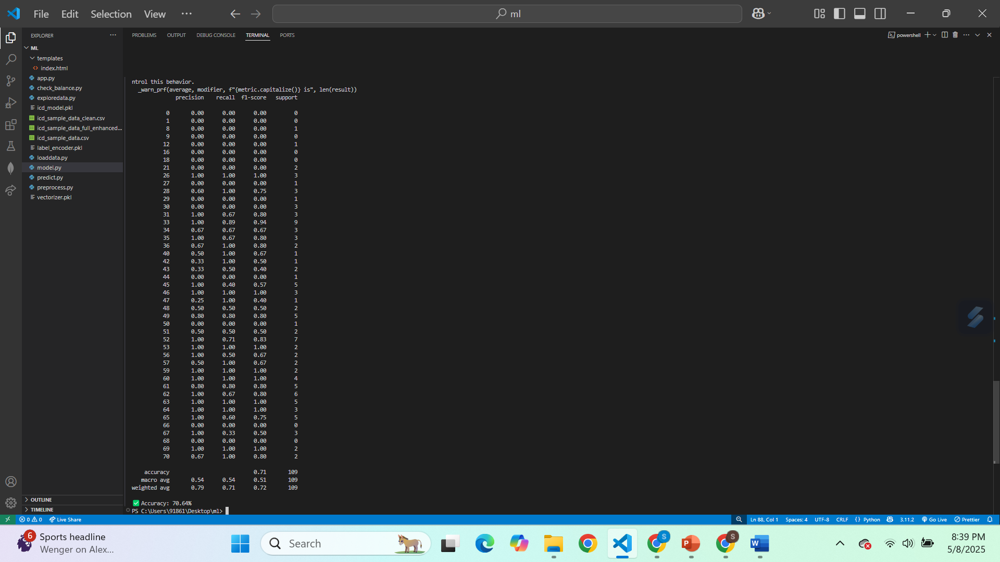 File Edit Selection View ml
EXPLORER
PROBLEMS OUTPUT DEBUG CONSOLE TERMINAL PORTS
powershell
ML
templates
index.html
app.py
check_balance.py
exploredata.py
icd_model.pkl
icd_sample_data_clean.csv
icd_sample_data_full_enhanced...
icd_sample_data.csv
label_encoder.pkl
loaddata.py
model.py
predict.py
preprocess.py
vectorizer.pkl
OUTLINE
TIMELINE
ntrol this behavior.
_warn_prf(average, modifier, f"{metric.capitalize()} is", len(result))
precision recall f1-score support
0 0.00 0.00 0.00 0
1 0.00 0.00 0.00 0
8 0.00 0.00 0.00 1
9 0.00 0.00 0.00 0
12 0.00 0.00 0.00 1
16 0.00 0.00 0.00 0
18 0.00 0.00 0.00 0
21 0.00 0.00 0.00 2
26 1.00 1.00 1.00 3
27 0.00 0.00 0.00 1
28 0.60 1.00 0.75 3
29 0.00 0.00 0.00 1
30 0.00 0.00 0.00 3
31 1.00 0.67 0.80 3
33 1.00 0.89 0.94 9
34 0.67 0.67 0.67 3
35 1.00 0.67 0.80 3
36 0.67 1.00 0.80 2
40 0.50 1.00 0.67 1
42 0.33 1.00 0.50 1
43 0.33 0.50 0.40 2
44 0.00 0.00 0.00 1
45 1.00 0.40 0.57 5
46 1.00 1.00 1.00 3
47 0.25 1.00 0.40 1
48 0.50 0.50 0.50 2
49 0.80 0.80 0.80 5
50 0.00 0.00 0.00 1
51 0.50 0.50 0.50 2
52 1.00 0.71 0.83 7
53 1.00 1.00 1.00 2
56 1.00 0.50 0.67 2
57 0.50 1.00 0.67 2
59 1.00 1.00 1.00 2
60 1.00 1.00 1.00 4
61 0.80 0.80 0.80 5
62 1.00 0.67 0.80 6
63 1.00 1.00 1.00 5
64 1.00 1.00 1.00 3
65 1.00 0.60 0.75 5
66 0.00 0.00 0.00 0
67 1.00 0.33 0.50 3
68 0.00 0.00 0.00 0
69 1.00 1.00 1.00 2
70 0.67 1.00 0.80 2
accuracy 0.71 109
macro avg 0.54 0.54 0.51 109
weighted avg 0.79 0.71 0.72 109
✅ Accuracy: 70.64%
PS C:\Users\91861\Desktop\ml>
0 0 Live Share Ln 88, Col 1 Spaces: 4 UTF-8 CRLF {} Python 3.11.2 Go Live Prettier
6 Sports headline
Wenger on Alex...
Search
S
P
S
W
8:39 PM
5/8/2025